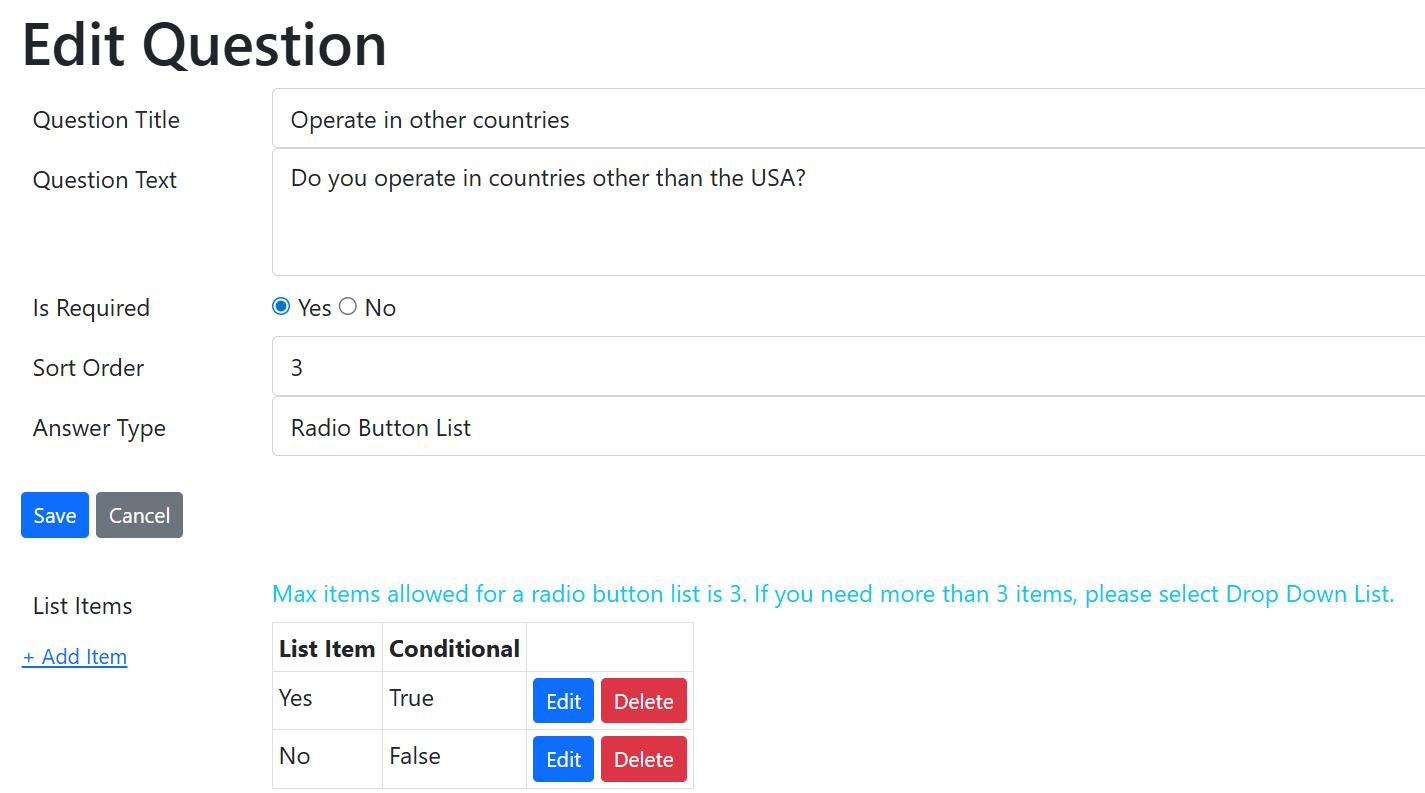 Edit Question
Question Title Operate in other countries
Question Text Do you operate in countries other than the USA?
Is Required Yes No
Sort Order 3
Answer Type Radio Button List
Save Cancel
List Items Max items allowed for a radio button list is 3. If you need more than 3 items, please select Drop Down List.
+ Add Item
List Item Conditional
Yes True Edit Delete
No False Edit Delete